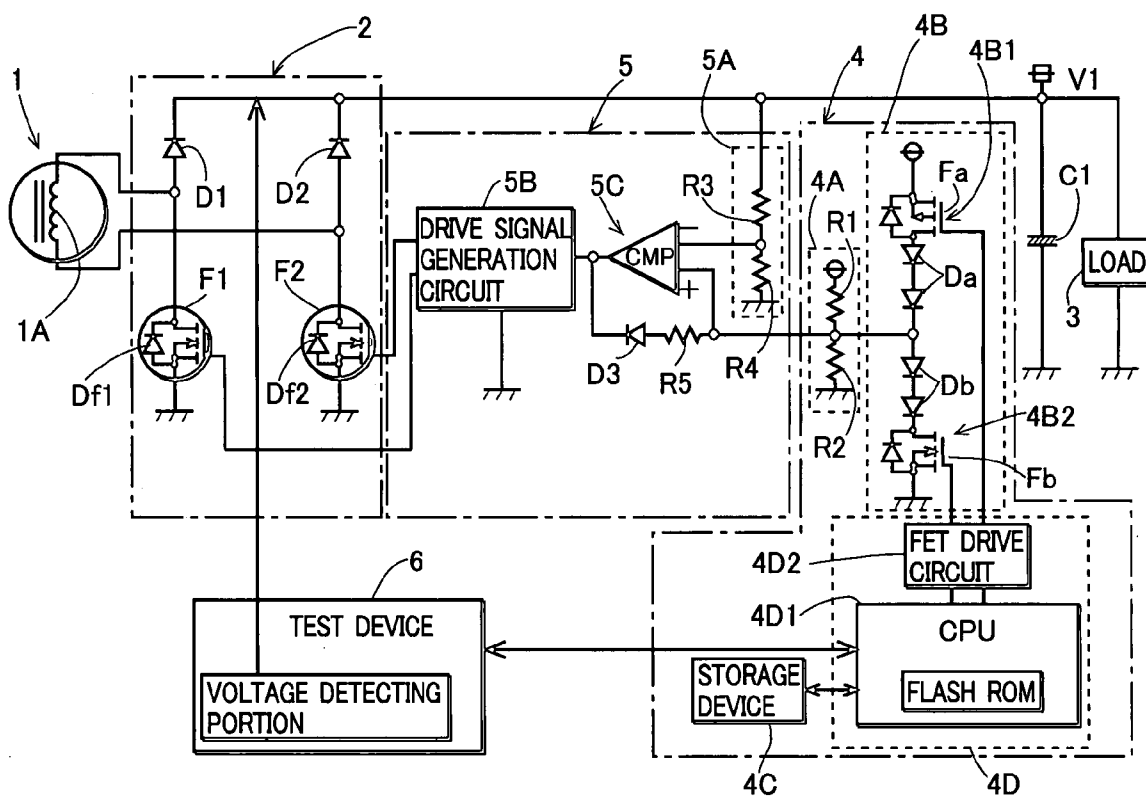 2
4B
4B1
1
5
5A
4
V1
D1
D2
5B
5C
4A
R3
R1
Fa
C1
DRIVE SIGNAL
GENERATION
CIRCUIT
CMP
−
+
Da
LOAD
3
1A
F1
F2
Df1
Df2
D3
R5
R4
R2
Db
4B2
Fb
FET DRIVE
CIRCUIT
4D2
6
4D1
TEST DEVICE
CPU
VOLTAGE DETECTING
PORTION
STORAGE
DEVICE
FLASH ROM
4C
4D